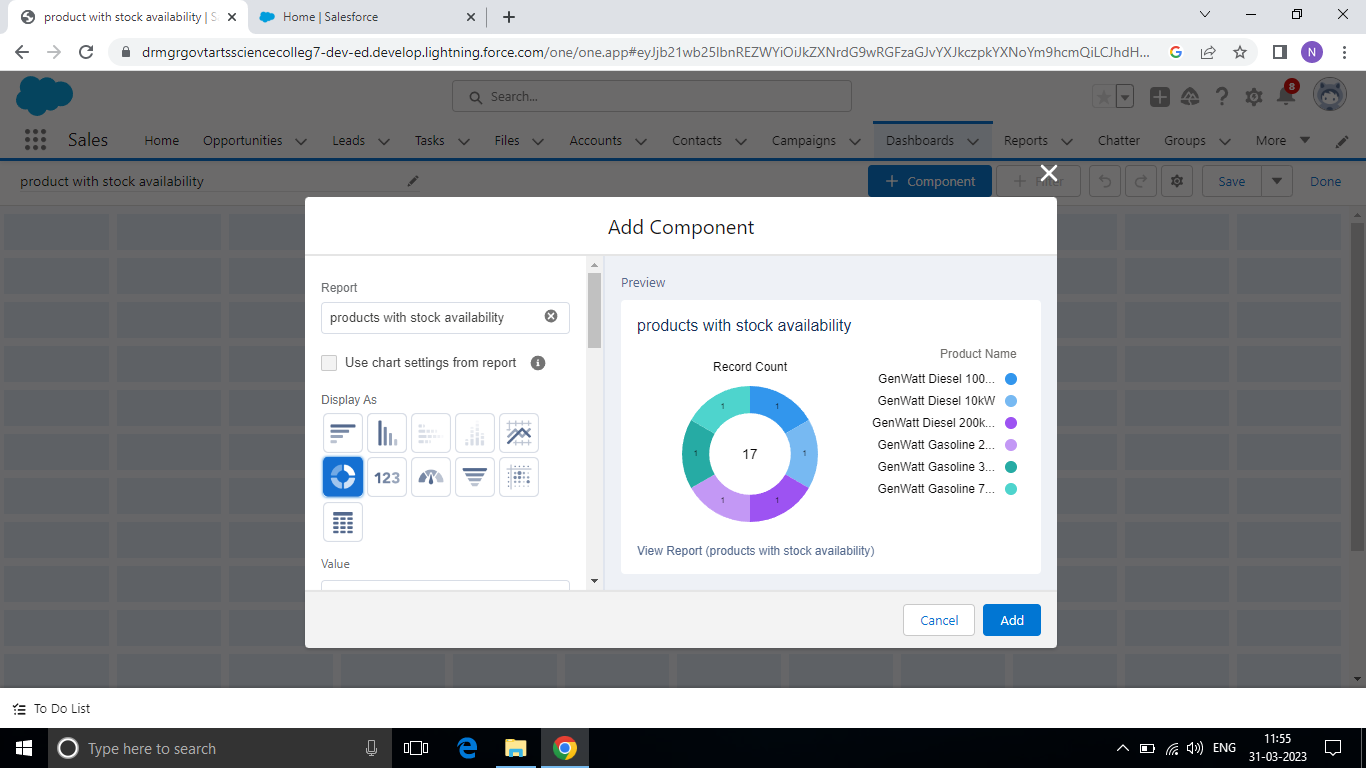 product with stock availability | S
Home | Salesforce
drmgrgovtartssciencecolleg7-dev-ed.develop.lightning.force.com/one/one.app#eyJjb21wb25lbnREZWYiOiJkZXNrdG9wRGFzaGJvYXJkczpkYXNoYm9hcmQiLCJhdH...
N
Search...
8
Sales
Home
Opportunities
Leads
Tasks
Files
Accounts
Contacts
Campaigns
Dashboards
Reports
Chatter
Groups
More
product with stock availability
+ Component
+ Filter
Save
Done
Add Component
Report
products with stock availability
Use chart settings from report
Display As
123
Value
Preview
products with stock availability
Record Count
1
1
1
1
1
1
17
Product Name
GenWatt Diesel 100...
GenWatt Diesel 10kW
GenWatt Diesel 200k...
GenWatt Gasoline 2...
GenWatt Gasoline 3...
GenWatt Gasoline 7...
View Report (products with stock availability)
Cancel
Add
To Do List
Type here to search
ENG
11:55
31-03-2023